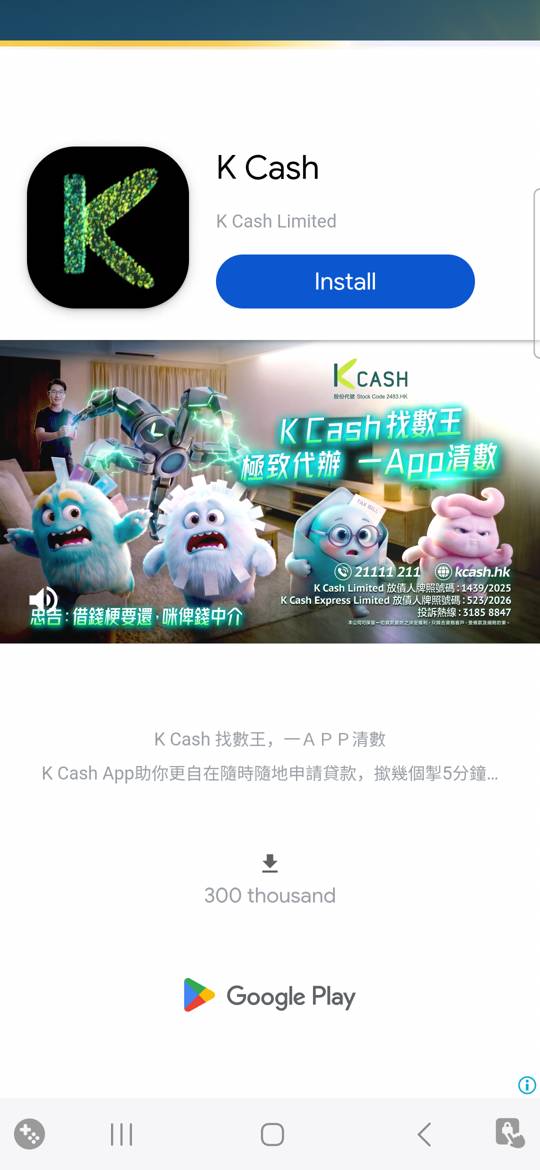 K Cash
K Cash Limited
Install
K CASH
股份代號 Stock Code 2483.HK
K Cash 找數王
極致代辦 一App清數
TAX BILL
21111 211 kcash.hk
K Cash Limited 放債人牌照號碼：1439/2025
K Cash Express Limited 放債人牌照號碼：523/2026
投訴熱線：3185 8847
忠告：借錢梗要還，咪俾錢中介
K Cash 找數王，一ＡＰＰ清數
K Cash App助你更自在隨時隨地申請貸款，撳幾個掣5分鐘...
300 thousand
Google Play